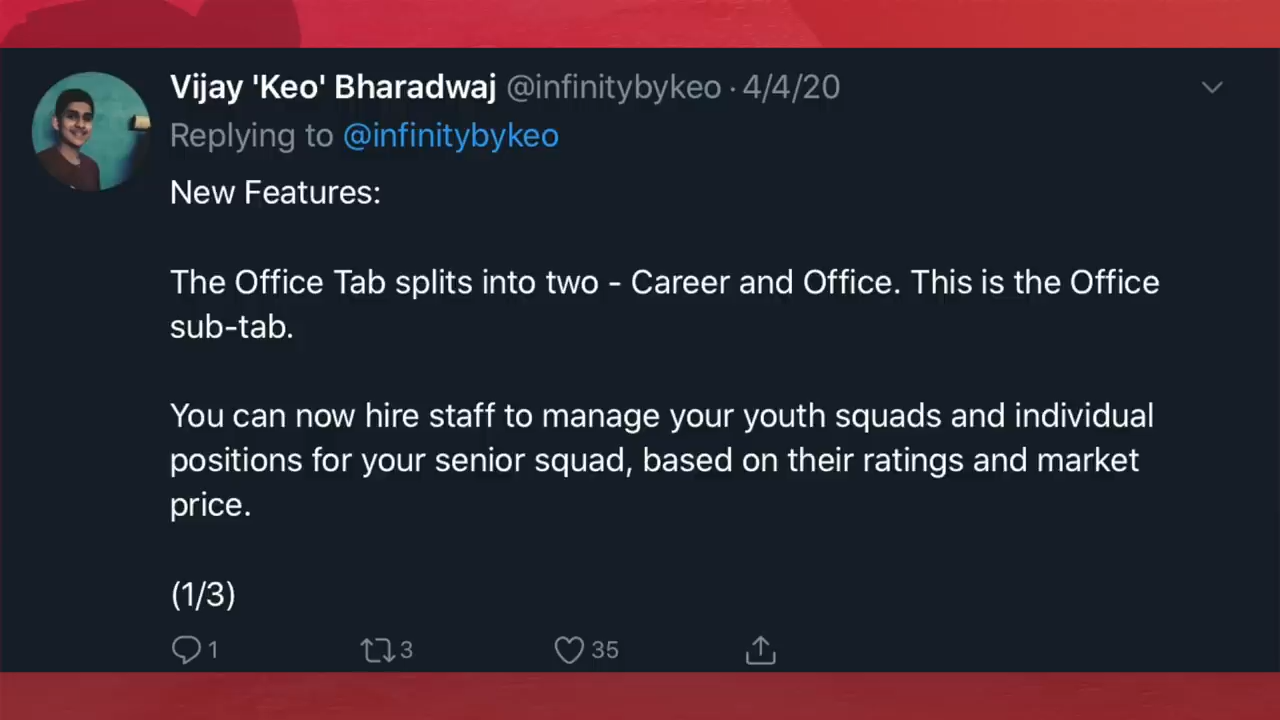 Vijay 'Keo' Bharadwaj @infinitybykeo · 4/4/20
Replying to @infinitybykeo
New Features:
The Office Tab splits into two - Career and Office. This is the Office
sub-tab.
You can now hire staff to manage your youth squads and individual
positions for your senior squad, based on their ratings and market
price.
(1/3)
1 3 35